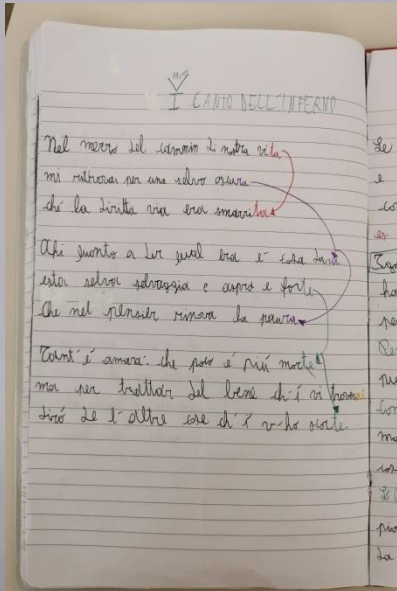 I CANTO DELL'INFERNO
Nel mezzo del cammin di nostra vita
mi ritrovai per una selva oscura
ché la diritta via era smarrita
Ahi quanto a dir qual era è cosa dura
esta selva selvaggia e aspra e forte
che nel pensier rinova la paura
Tant'è amara che poco è più morte
ma per trattar del bene ch'i vi trovai
dirò de l'altre cose ch'i v'ho scorte